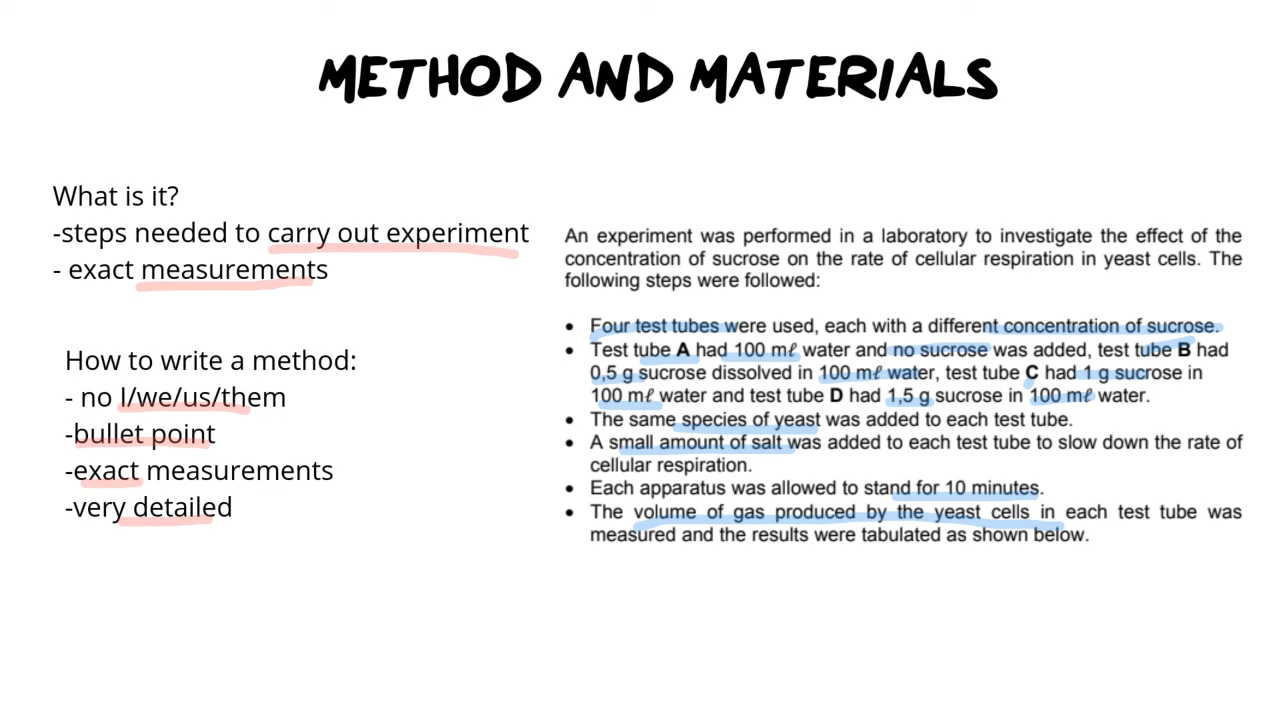 METHOD AND MATERIALS
What is it?
-steps needed to carry out experiment
- exact measurements
How to write a method:
- no I/we/us/them
-bullet point
-exact measurements
-very detailed
An experiment was performed in a laboratory to investigate the effect of the
concentration of sucrose on the rate of cellular respiration in yeast cells. The
following steps were followed:
• Four test tubes were used, each with a different concentration of sucrose.
• Test tube A had 100 mℓ water and no sucrose was added, test tube B had
0,5 g sucrose dissolved in 100 mℓ water, test tube C had 1 g sucrose in
100 mℓ water and test tube D had 1,5 g sucrose in 100 mℓ water.
• The same species of yeast was added to each test tube.
• A small amount of salt was added to each test tube to slow down the rate of
cellular respiration.
• Each apparatus was allowed to stand for 10 minutes.
• The volume of gas produced by the yeast cells in each test tube was
measured and the results were tabulated as shown below.